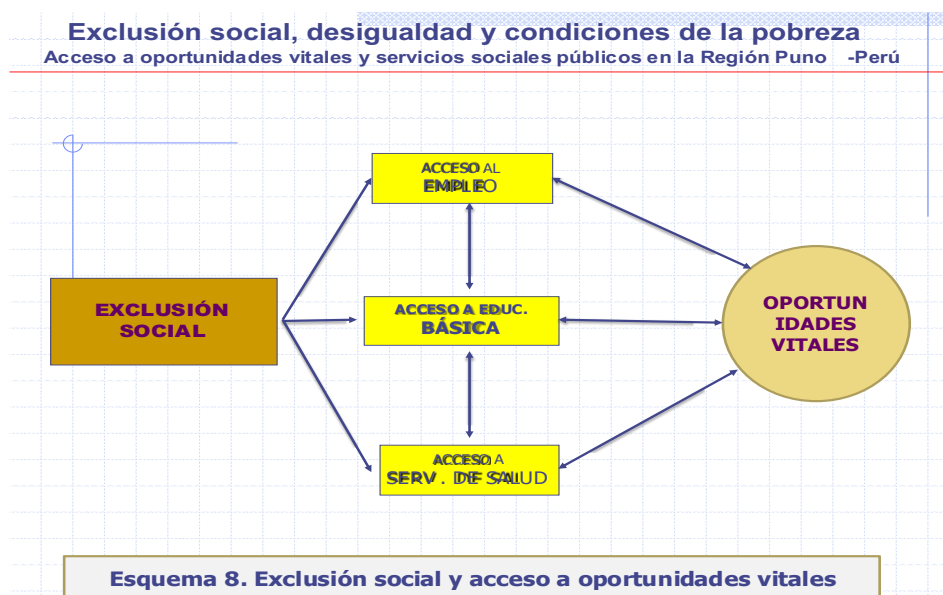 Exclusión social, desigualdad y condiciones de la pobreza
Acceso a oportunidades vitales y servicios sociales públicos en la Región Puno -Perú
ACCESO AL
EMPLEO
EXCLUSIÓN
SOCIAL
ACCESO A EDUC.
BÁSICA
OPORTUN
IDADES
VITALES
ACCESO A
SERV. DE SALUD
Esquema 8. Exclusión social y acceso a oportunidades vitales